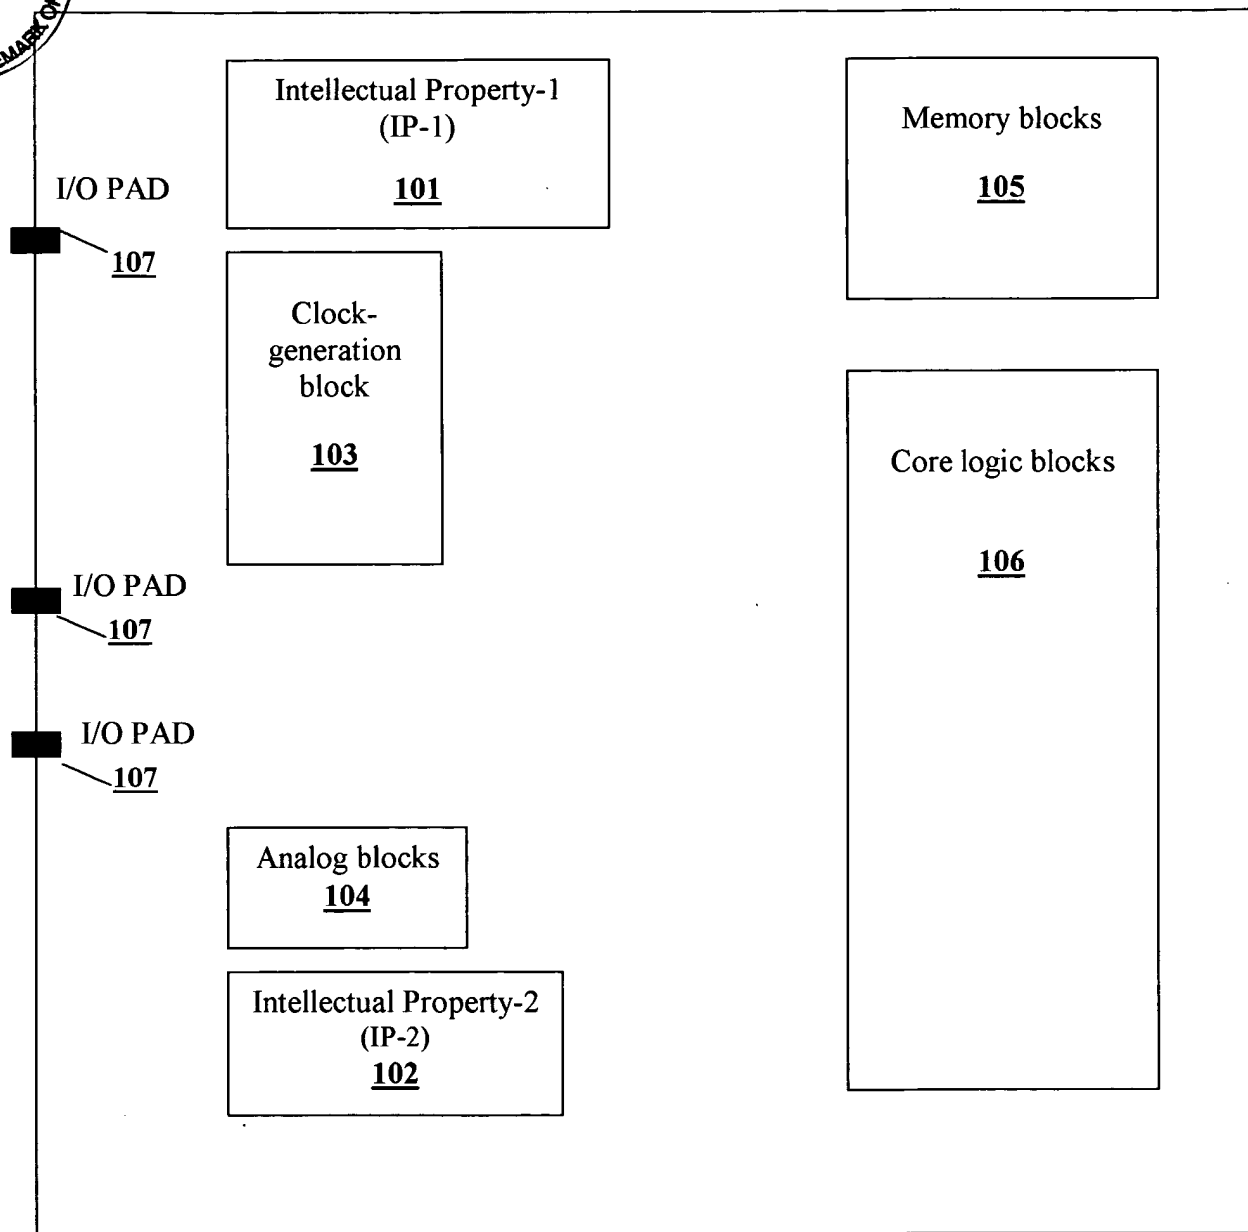 Intellectual Property-1
(IP-1)
101
Memory blocks
105
I/O PAD
107
Clock-
generation
block
103
Core logic blocks
106
I/O PAD
107
I/O PAD
107
Analog blocks
104
Intellectual Property-2
(IP-2)
102